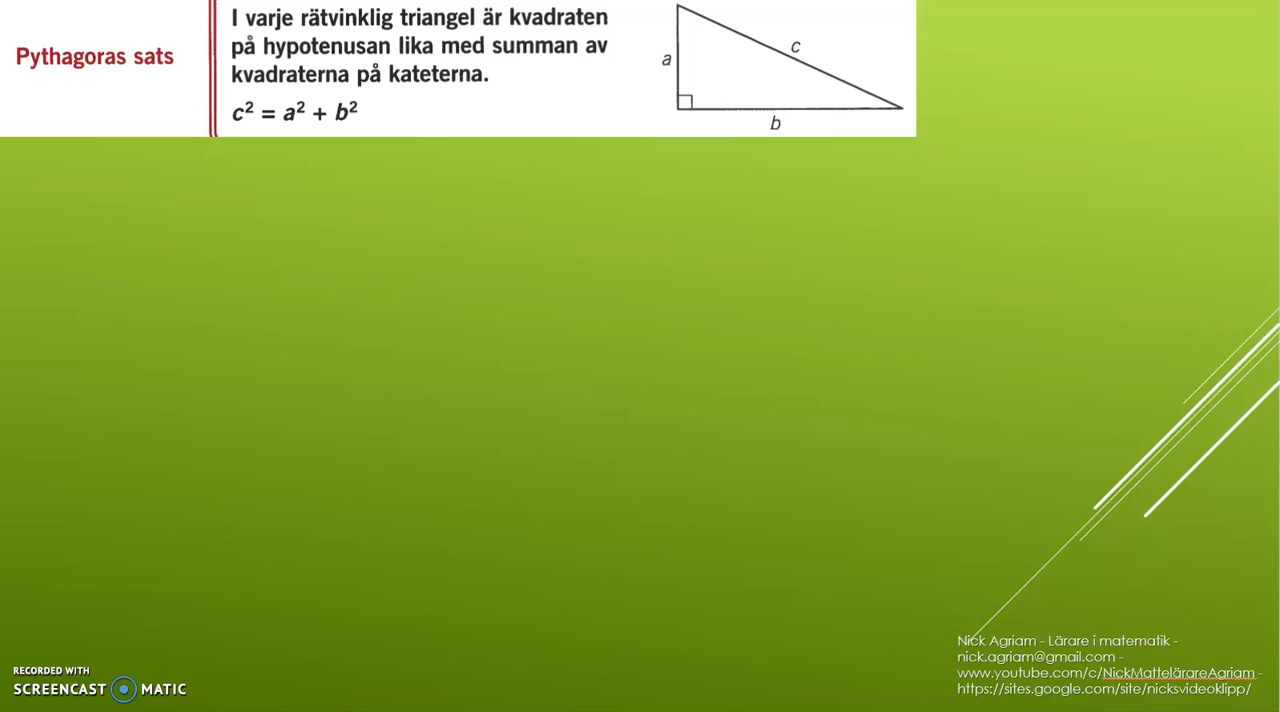 Pythagoras sats
I varje rätvinklig triangel är kvadraten
på hypotenusan lika med summan av
kvadraterna på kateterna.
c² = a² + b²
a
c
b
Nick Agriam - Lärare i matematik -
nick.agriam@gmail.com -
www.youtube.com/c/NickMattelärareAgriam -
https://sites.google.com/site/nicksvideoklipp/
RECORDED WITH
SCREENCAST MATIC